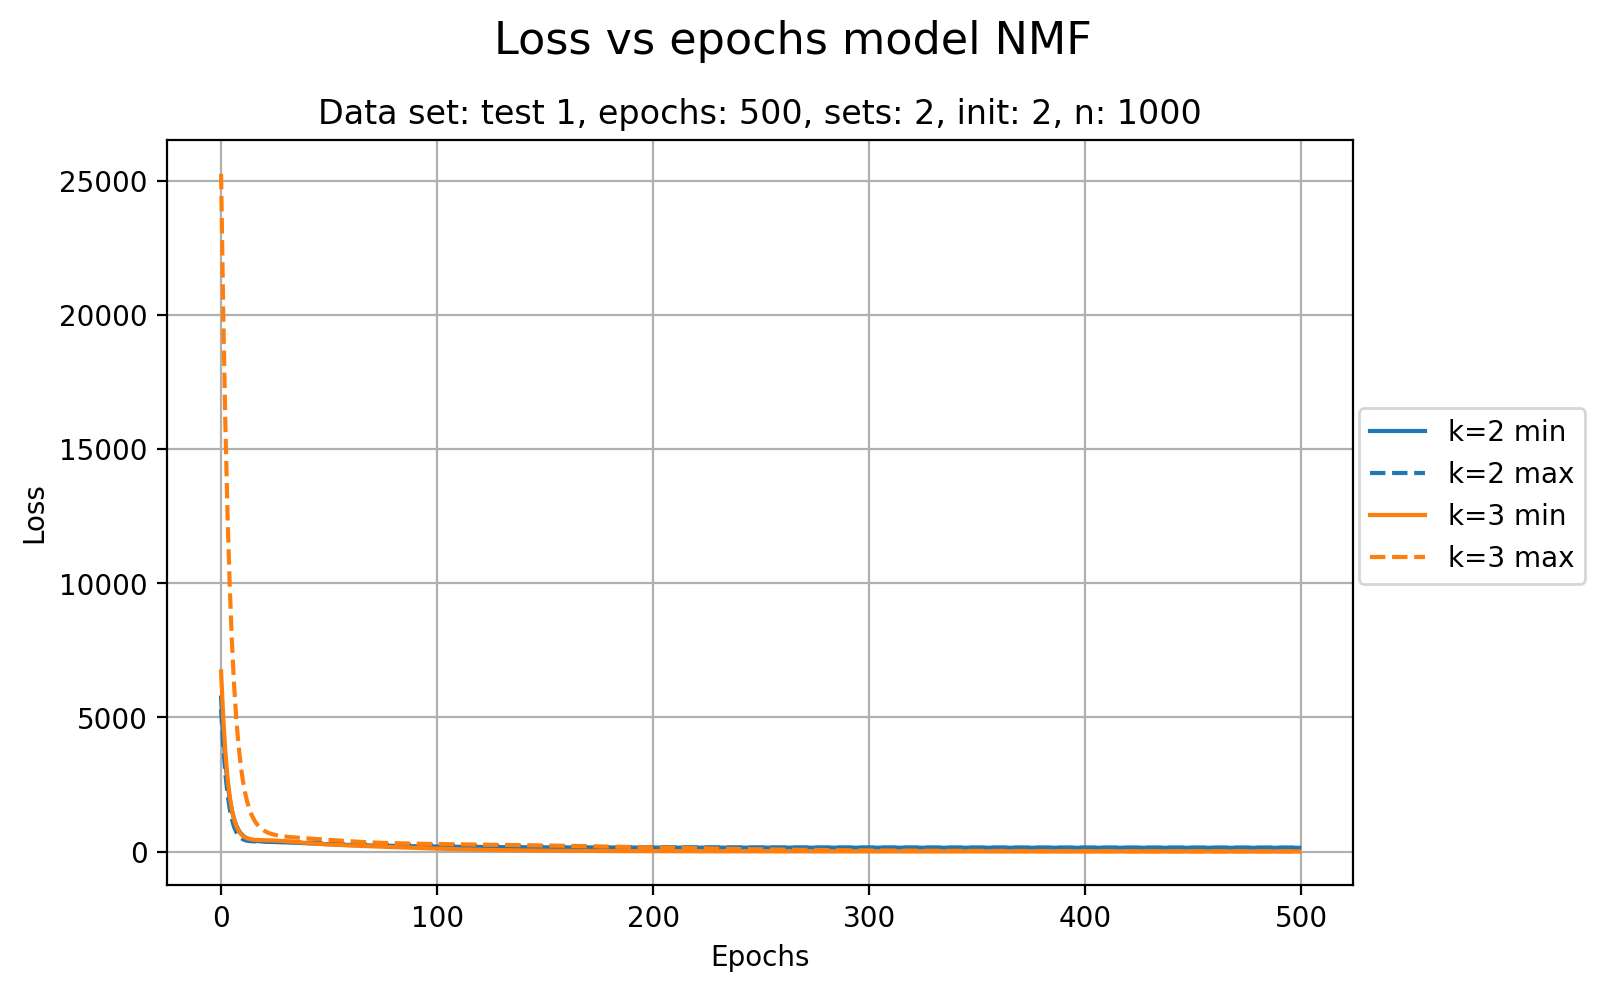 Loss vs epochs model NMF
Data set: test 1, epochs: 500, sets: 2, init: 2, n: 1000
25000
20000
15000
10000
5000
0
Loss
0 100 200 300 400 500
Epochs
k=2 min
k=2 max
k=3 min
k=3 max